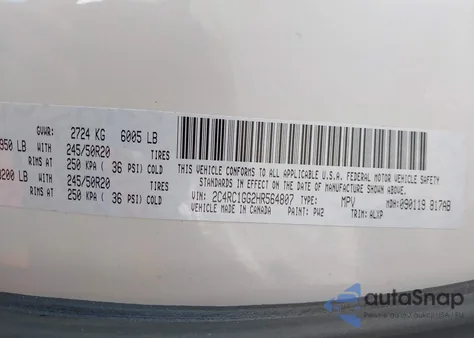 GVWR: 2724 KG 6005 LB
950 LB WITH 245/50R20 TIRES
RIMS AT 250 KPA ( 36 PSI) COLD
200 LB WITH 245/50R20 TIRES
RIMS AT 250 KPA ( 36 PSI) COLD
THIS VEHICLE CONFORMS TO ALL APPLICABLE U.S.A. FEDERAL MOTOR VEHICLE SAFETY
STANDARDS IN EFFECT ON THE DATE OF MANUFACTURE SHOWN ABOVE.
VIN: 2C4RC1GG2HR564807 TYPE: MPV MDH: 090119 817AB
VEHICLE MADE IN CANADA PAINT: PW2 TRIM: ALXP
autoSnap